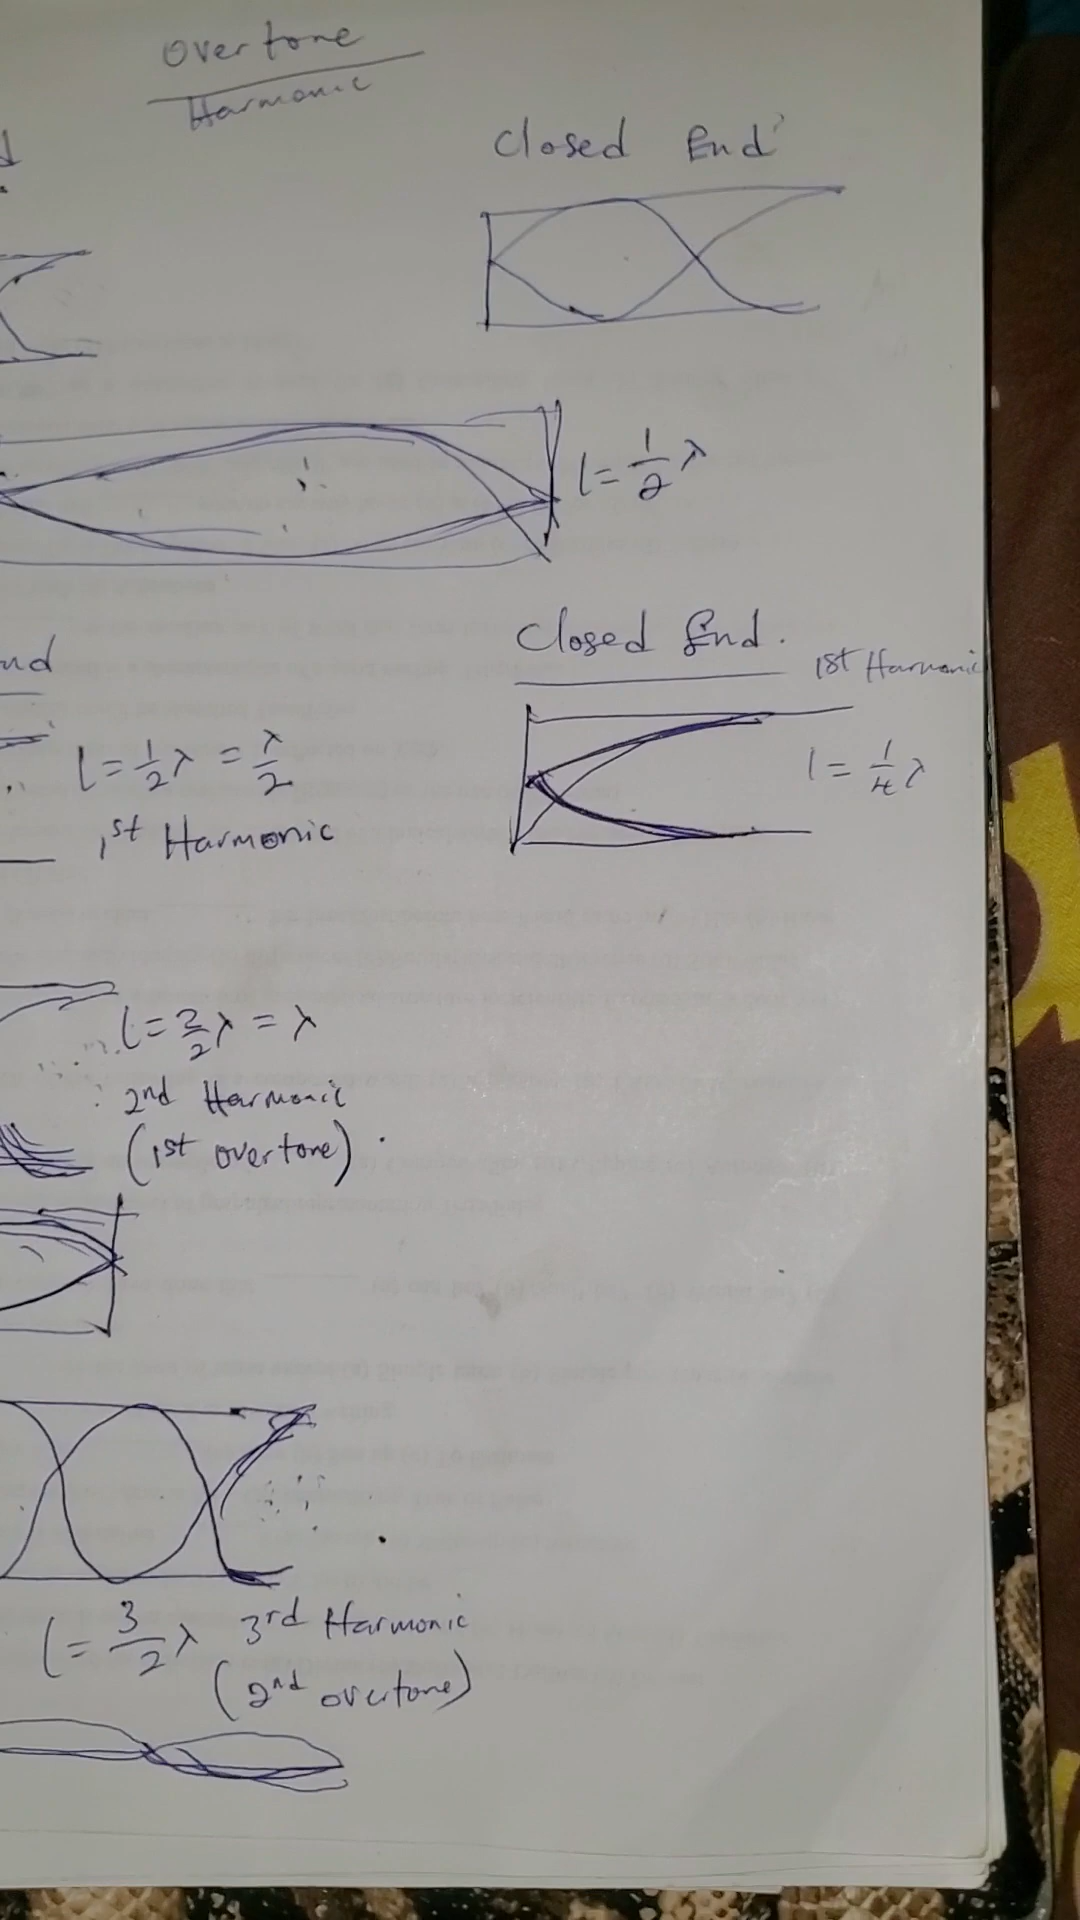 Overtone
Harmonic
Closed End
l = 1/2 λ
Closed End.
1st Harmonic
l = 1/4 λ
l = 1/2 λ = λ/2
1st Harmonic
l = 2/2 λ = λ
2nd Harmonic
(1st overtone)
l = 3/2 λ 3rd Harmonic
(2nd overtone)